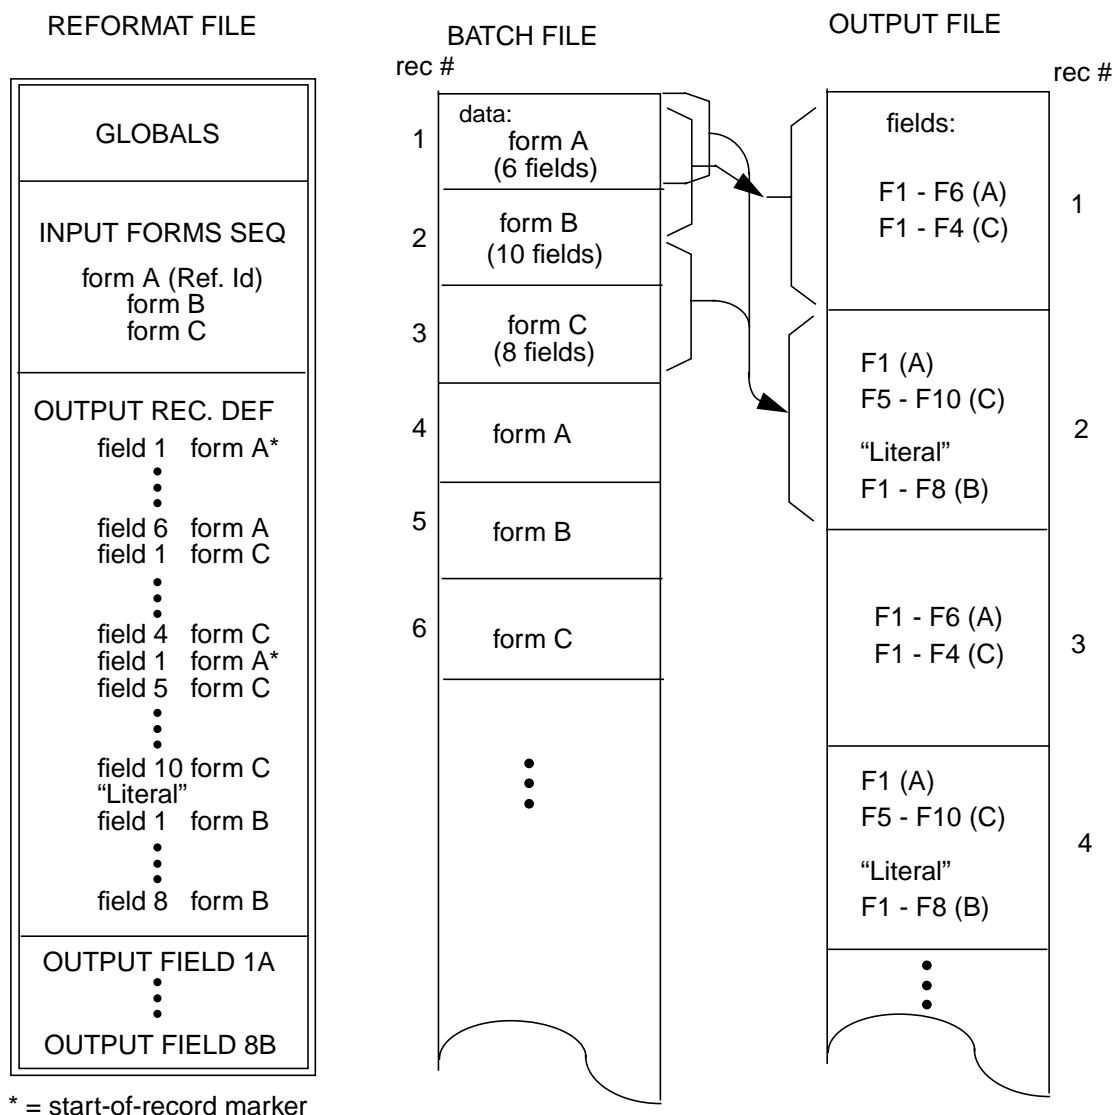 REFORMAT FILE
GLOBALS
INPUT FORMS SEQ
form A (Ref. Id)
form B
form C
OUTPUT REC. DEF
field 1 form A*
field 6 form A
field 1 form C
field 4 form C
field 1 form A*
field 5 form C
field 10 form C
“Literal”
field 1 form B
field 8 form B
OUTPUT FIELD 1A
OUTPUT FIELD 8B
* = start-of-record marker
BATCH FILE
rec #
1
data:
form A
(6 fields)
2
form B
(10 fields)
3
form C
(8 fields)
4
form A
5
form B
6
form C
OUTPUT FILE
rec #
fields:
F1 - F6 (A)
F1 - F4 (C)
1
F1 (A)
F5 - F10 (C)
“Literal”
F1 - F8 (B)
2
F1 - F6 (A)
F1 - F4 (C)
3
F1 (A)
F5 - F10 (C)
“Literal”
F1 - F8 (B)
4